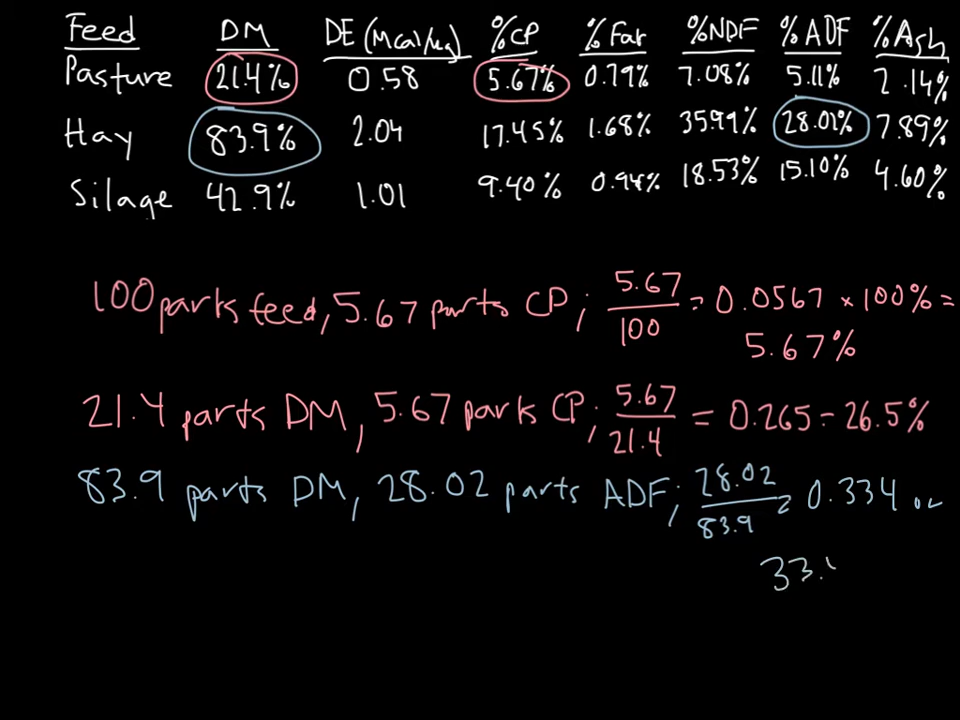 Feed DM DE (Mcal/kg) %CP %Fat %NDF %ADF %Ash
Pasture 21.4% 0.58 5.67% 0.79% 7.08% 5.11% 2.14%
Hay 83.9% 2.04 17.45% 1.68% 35.99% 28.01% 7.89%
Silage 42.9% 1.01 9.40% 0.94% 18.53% 15.10% 4.60%
100 parts feed, 5.67 parts CP; 5.67/100 = 0.0567 × 100% =
5.67%
21.4 parts DM, 5.67 parts CP; 5.67/21.4 = 0.265 = 26.5%
83.9 parts DM, 28.02 parts ADF; 28.02/83.9 = 0.334 or
33.